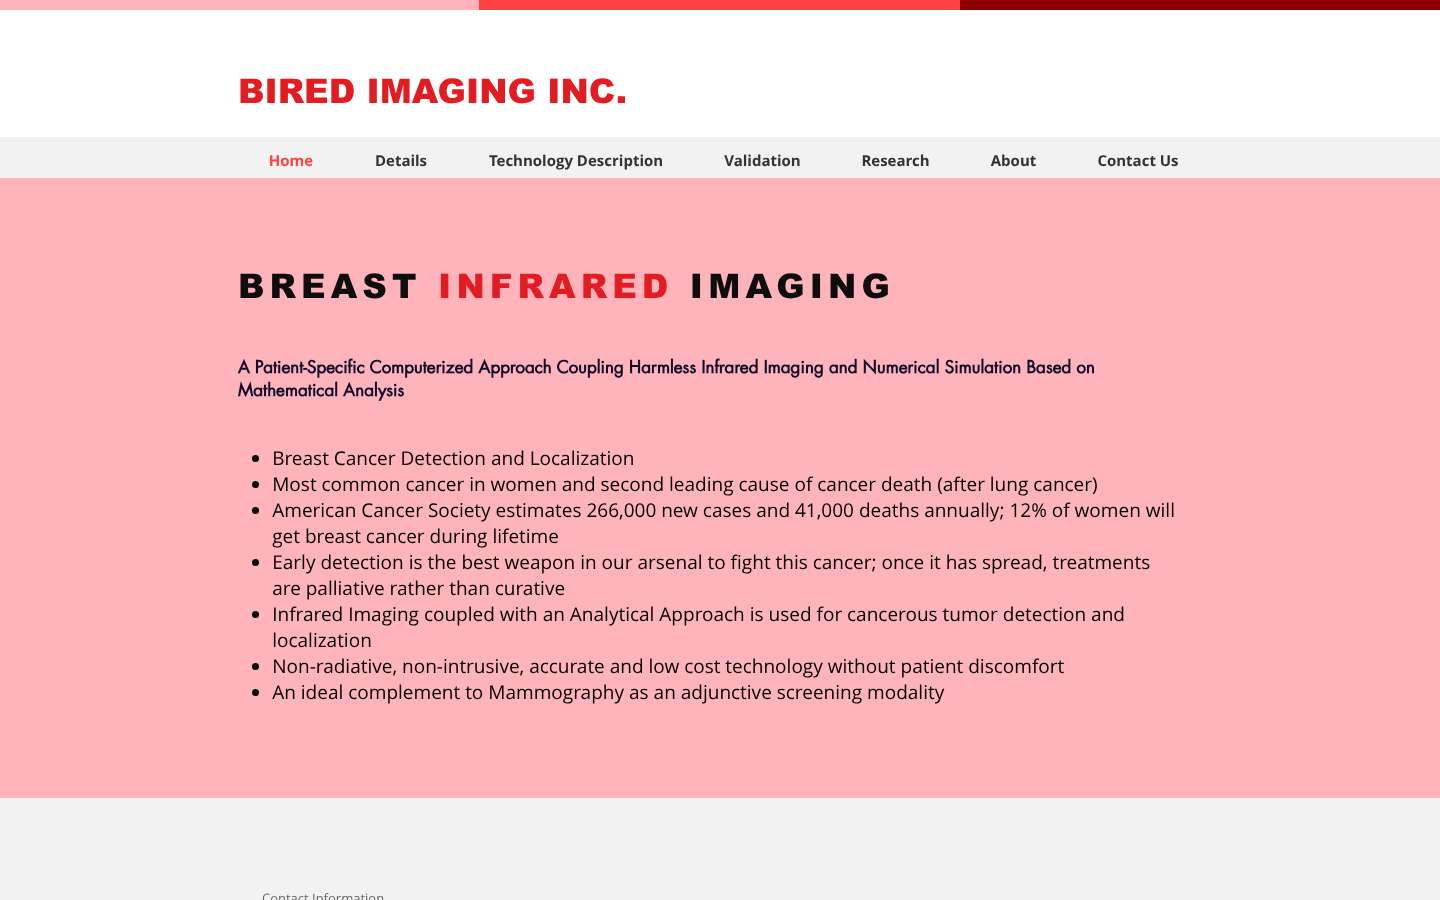 BIRED IMAGING INC.
Home Details Technology Description Validation Research About Contact Us
BREAST INFRARED IMAGING
A Patient-Specific Computerized Approach Coupling Harmless Infrared Imaging and Numerical Simulation Based on
Mathematical Analysis
• Breast Cancer Detection and Localization
• Most common cancer in women and second leading cause of cancer death (after lung cancer)
• American Cancer Society estimates 266,000 new cases and 41,000 deaths annually; 12% of women will
get breast cancer during lifetime
• Early detection is the best weapon in our arsenal to fight this cancer; once it has spread, treatments
are palliative rather than curative
• Infrared Imaging coupled with an Analytical Approach is used for cancerous tumor detection and
localization
• Non-radiative, non-intrusive, accurate and low cost technology without patient discomfort
• An ideal complement to Mammography as an adjunctive screening modality
Contact Information